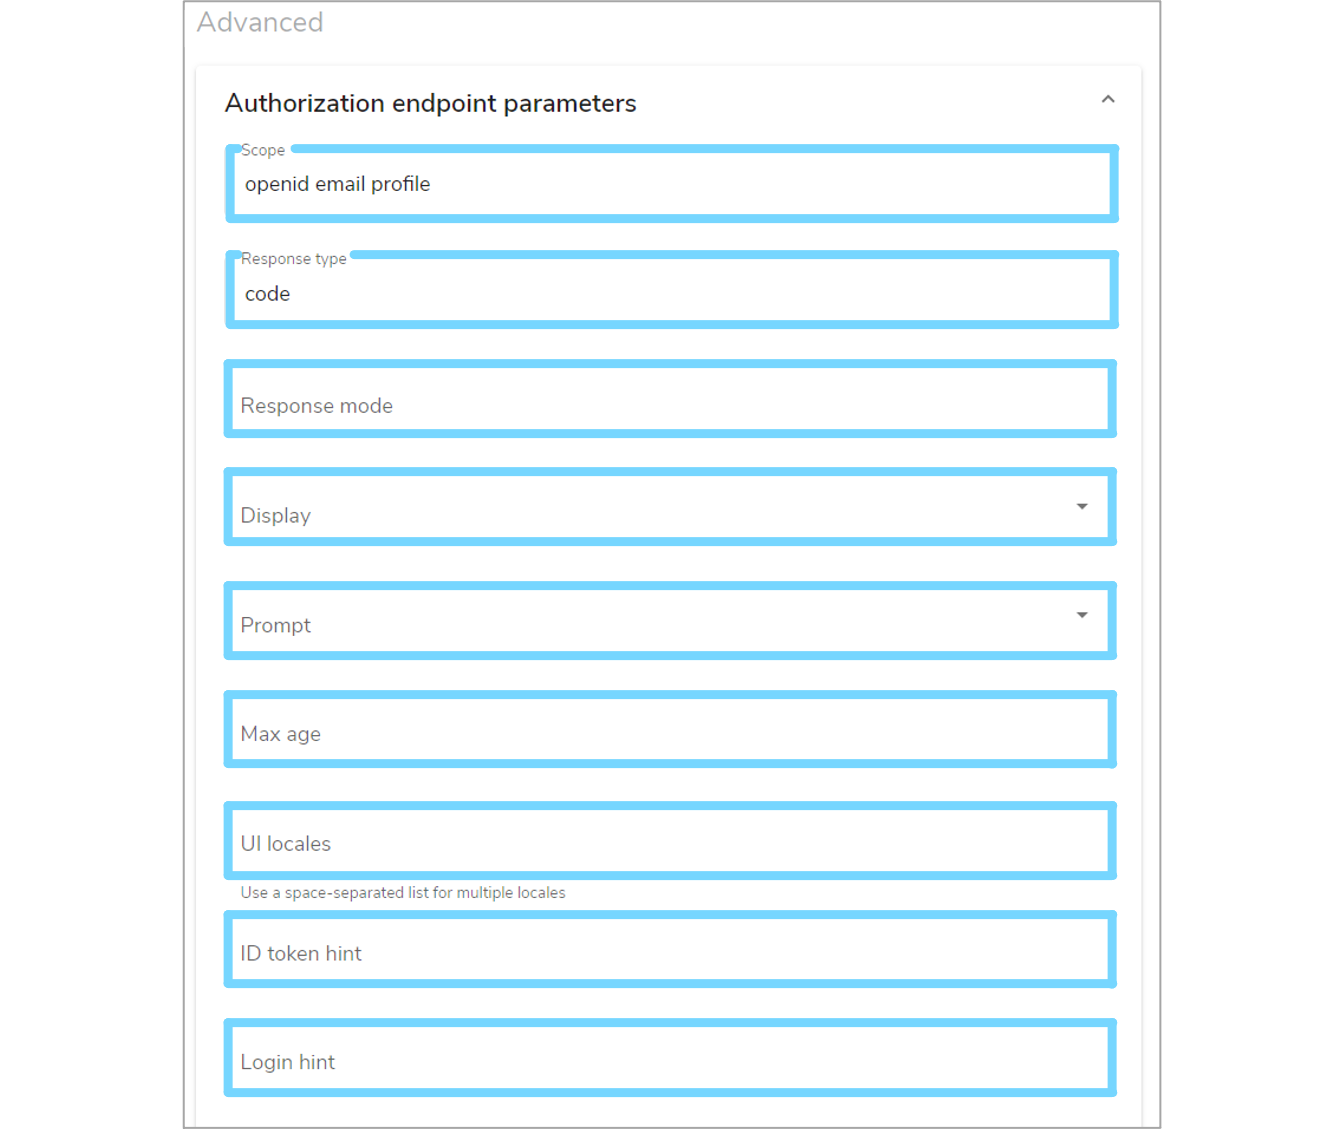 Advanced
Authorization endpoint parameters
Scope
openid email profile
Response type
code
Response mode
Display
Prompt
Max age
UI locales
Use a space-separated list for multiple locales
ID token hint
Login hint